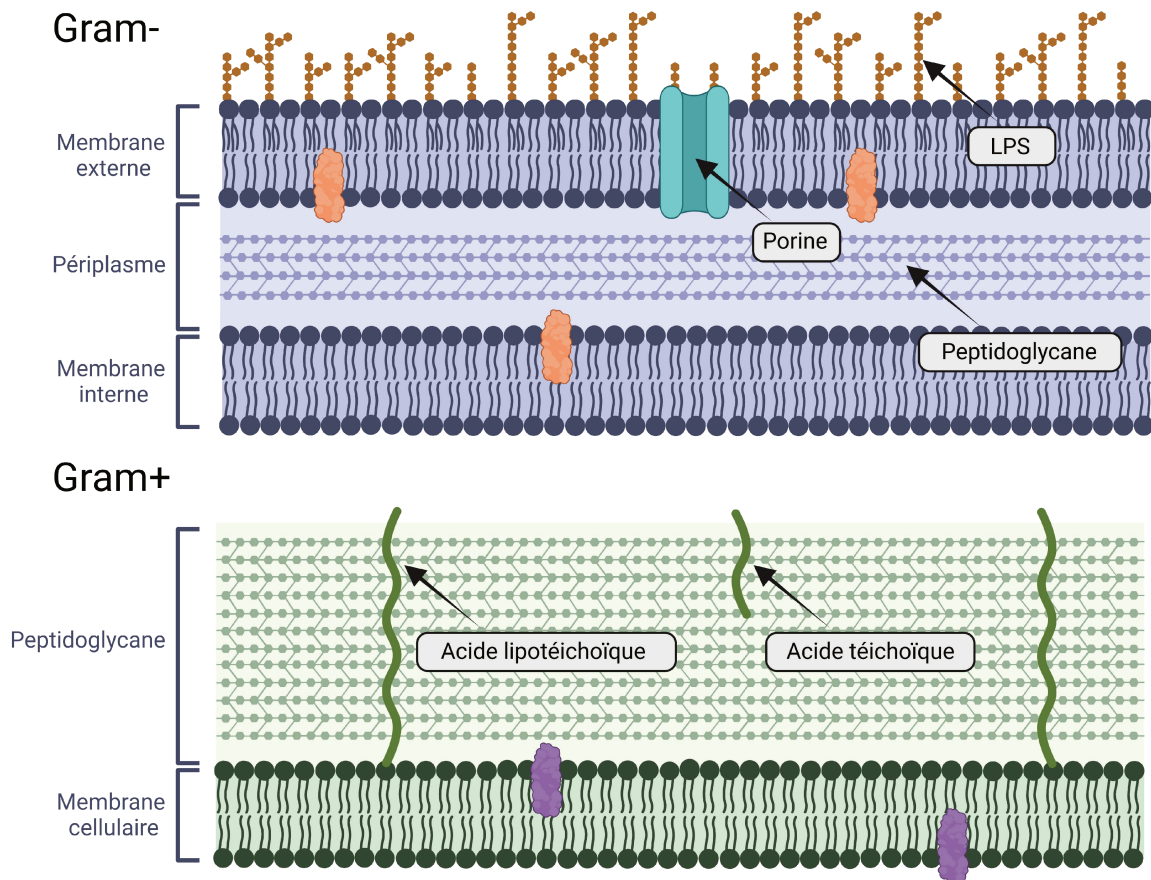 Gram-
Membrane
externe
LPS
Porine
Périplasme
Peptidoglycane
Membrane
interne
Gram+
Peptidoglycane
Acide lipotéichoïque
Acide téichoïque
Membrane
cellulaire